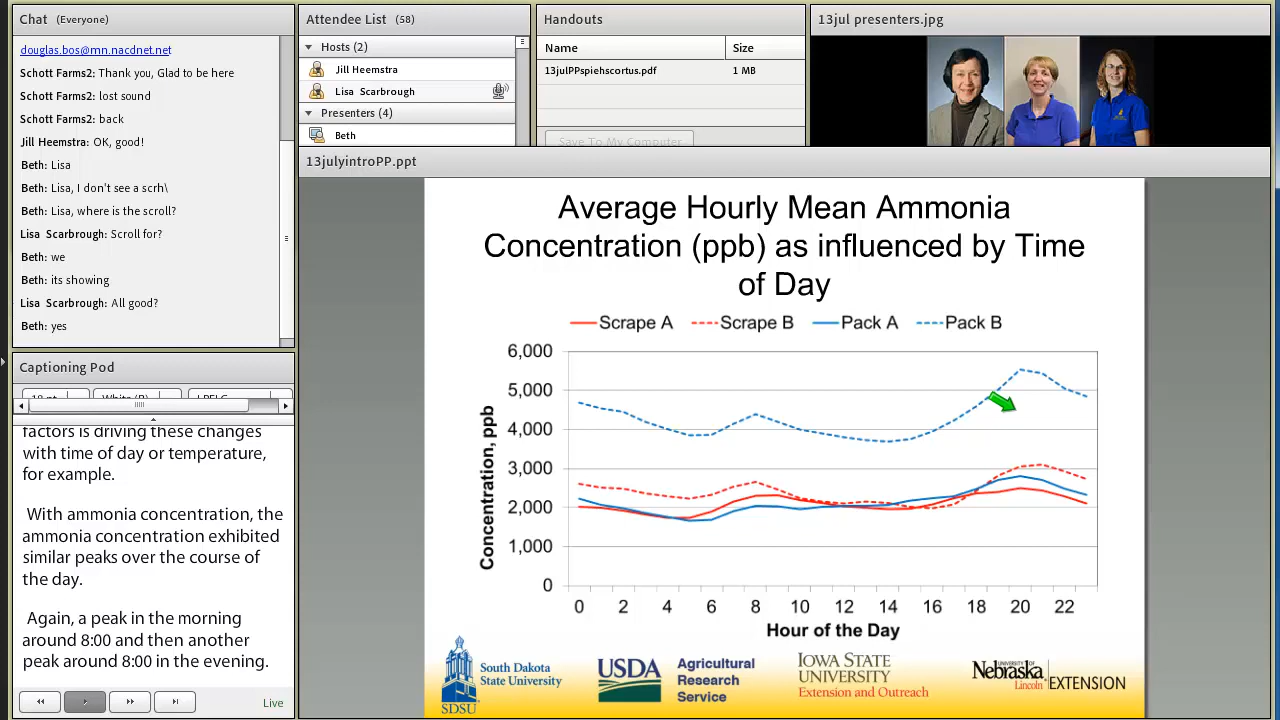 Chat (Everyone)
douglas.bos@mn.nacdnet.net
Schott Farms2: Thank you, Glad to be here
Schott Farms2: lost sound
Schott Farms2: back
Jill Heemstra: OK, good!
Beth: Lisa
Beth: Lisa, I don't see a scrh\
Beth: Lisa, where is the scroll?
Lisa Scarbrough: Scroll for?
Beth: we
Beth: its showing
Lisa Scarbrough: All good?
Beth: yes
Captioning Pod
factors is driving these changes
with time of day or temperature,
for example.
With ammonia concentration, the
ammonia concentration exhibited
similar peaks over the course of
the day.
Again, a peak in the morning
around 8:00 and then another
peak around 8:00 in the evening.
Live
Attendee List (58)
Hosts (2)
Jill Heemstra
Lisa Scarbrough
Presenters (4)
Beth
Handouts
Name Size
13julPPspiehscortus.pdf 1 MB
Save To My Computer
13jul presenters.jpg
13julyintroPP.ppt
Average Hourly Mean Ammonia
Concentration (ppb) as influenced by Time
of Day
Scrape A Scrape B Pack A Pack B
Concentration, ppb
6,000
5,000
4,000
3,000
2,000
1,000
0
0 2 4 6 8 10 12 14 16 18 20 22
Hour of the Day
SDSU
South Dakota
State University
USDA
Agricultural
Research
Service
IOWA STATE
UNIVERSITY
Extension and Outreach
UNIVERSITY OF
Nebraska
Lincoln
EXTENSION